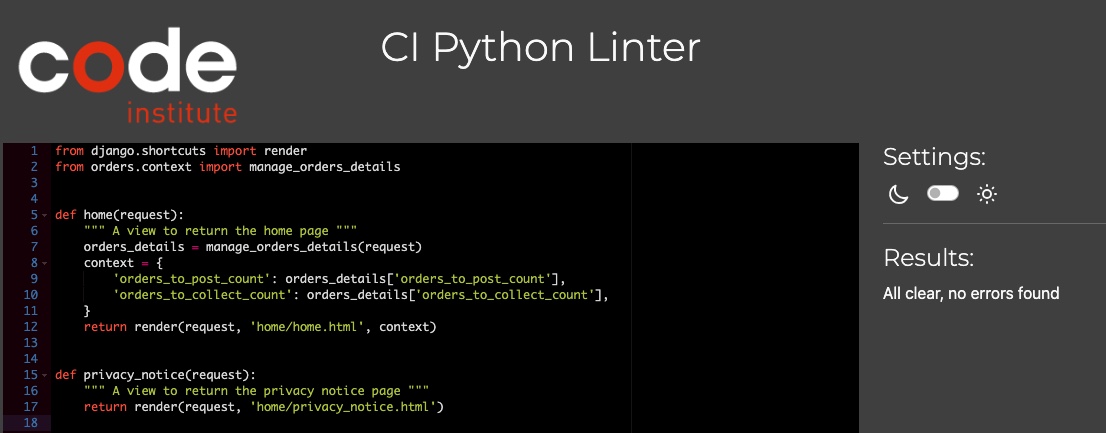 code
institute
CI Python Linter
1 from django.shortcuts import render
2 from orders.context import manage_orders_details
3
4
5 def home(request):
6     """ A view to return the home page """
7     orders_details = manage_orders_details(request)
8     context = {
9         'orders_to_post_count': orders_details['orders_to_post_count'],
10         'orders_to_collect_count': orders_details['orders_to_collect_count'],
11     }
12     return render(request, 'home/home.html', context)
13
14
15 def privacy_notice(request):
16     """ A view to return the privacy notice page """
17     return render(request, 'home/privacy_notice.html')
18
Settings:
Results:
All clear, no errors found